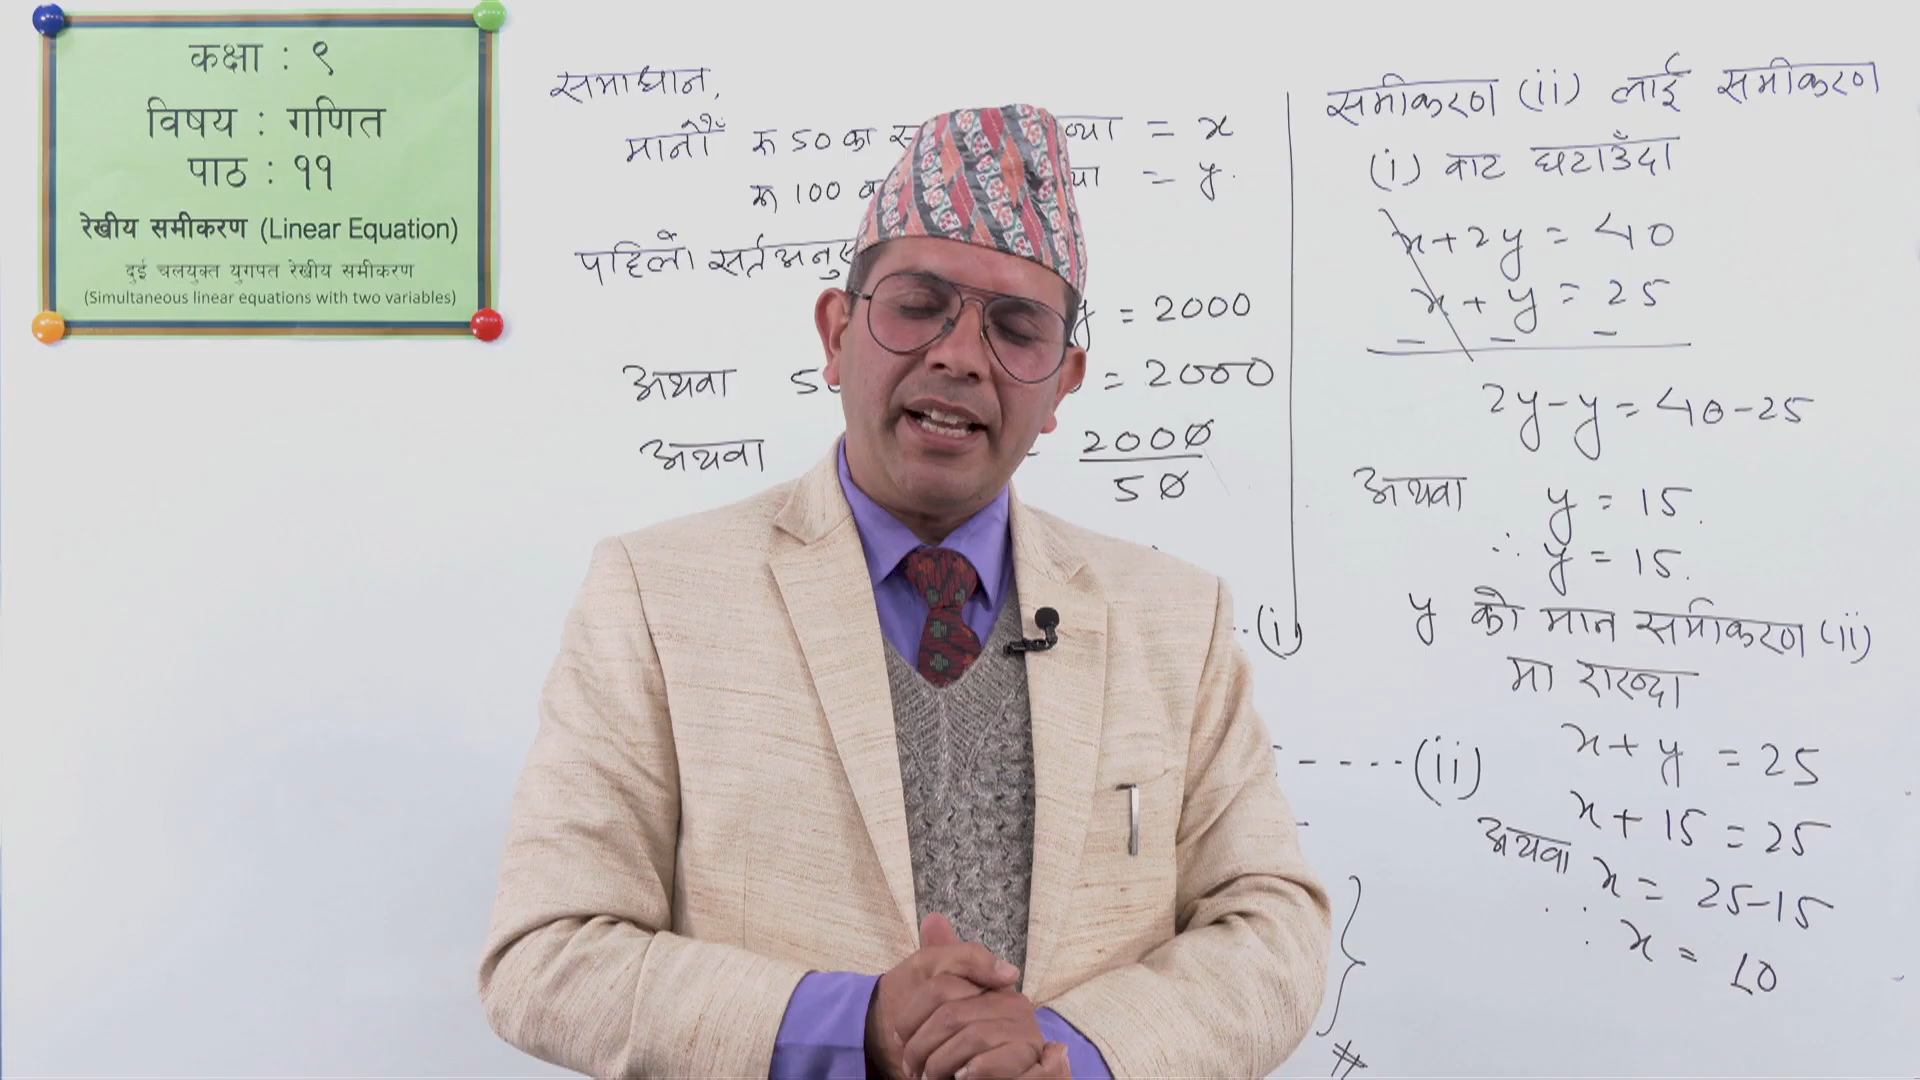 कक्षा : ९
विषय : गणित
पाठ : ११
रेखीय समीकरण (Linear Equation)
दुई चलयुक्त युगपत रेखीय समीकरण
(Simultaneous linear equations with two variables)
समाधान,
मानौँ रू 50 का = x
रू 100 = y.
पहिलो सर्तअनुसार
y = 2000
अथवा = 2000
अथवा 2000
50
(i)
(ii)
समीकरण (ii) लाई समीकरण
(i) बाट घटाउँदा
x + 2y = 40
x + y = 25
- - -
2y - y = 40 - 25
अथवा y = 15.
∴ y = 15.
y को मान समीकरण (ii)
मा राख्दा
x + y = 25
x + 15 = 25
अथवा x = 25 - 15
∴ x = 10